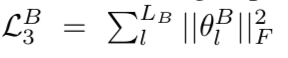 $\mathcal{L}_3^B = \sum_l^{L_B} ||\theta_l^B||_F^2$